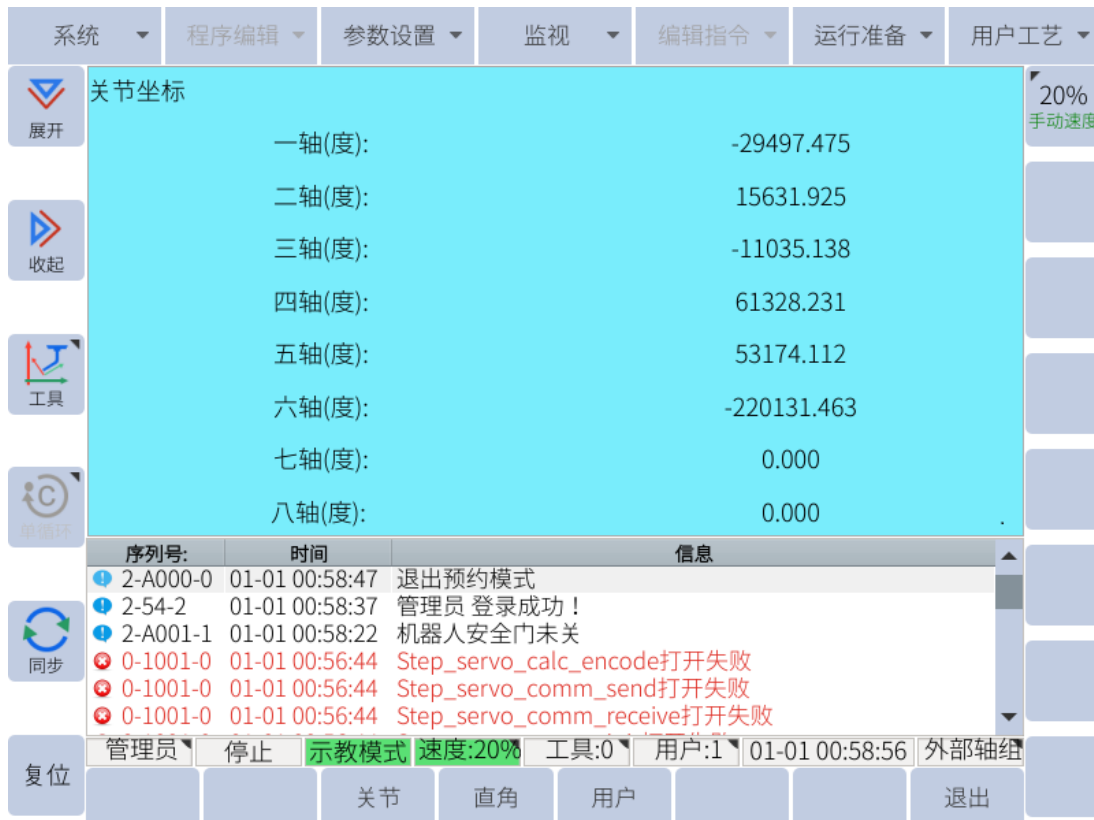 系统 程序编辑 参数设置 监视 编辑指令 运行准备 用户工艺
展开
关节坐标
20%
手动速度
一轴(度): -29497.475
二轴(度): 15631.925
收起
三轴(度): -11035.138
四轴(度): 61328.231
工具
五轴(度): 53174.112
六轴(度): -220131.463
七轴(度): 0.000
单循环
八轴(度): 0.000 .
序列号: 时间 信息
2-A000-0 01-01 00:58:47 退出预约模式
2-54-2 01-01 00:58:37 管理员 登录成功！
2-A001-1 01-01 00:58:22 机器人安全门未关
同步
0-1001-0 01-01 00:56:44 Step_servo_calc_encode打开失败
0-1001-0 01-01 00:56:44 Step_servo_comm_send打开失败
0-1001-0 01-01 00:56:44 Step_servo_comm_receive打开失败
管理员 停止 示教模式 速度:20% 工具:0 用户:1 01-01 00:58:56 外部轴组
复位
关节 直角 用户 退出